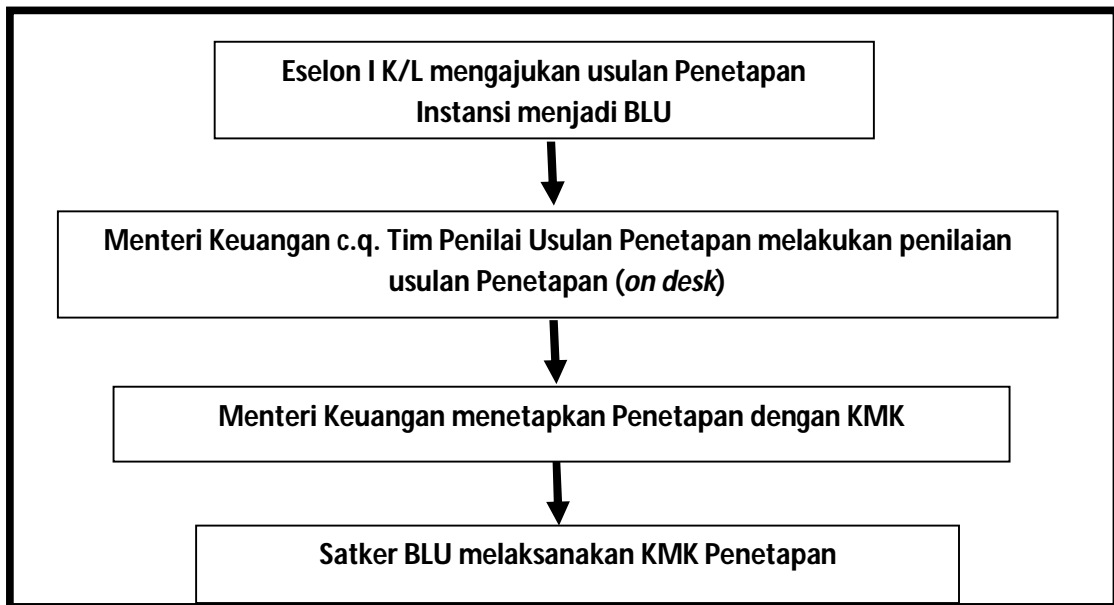 Eselon I K/L mengajukan usulan Penetapan
Instansi menjadi BLU
Menteri Keuangan c.q. Tim Penilai Usulan Penetapan melakukan penilaian
usulan Penetapan (on desk)
Menteri Keuangan menetapkan Penetapan dengan KMK
Satker BLU melaksanakan KMK Penetapan